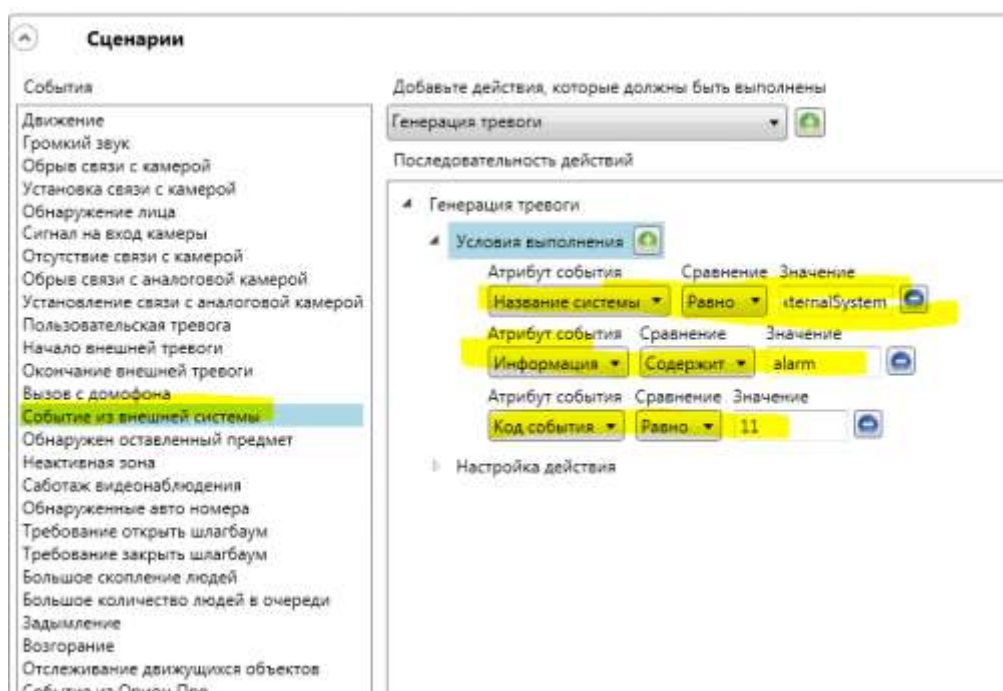 Сценарии
События
Движение
Громкий звук
Обрыв связи с камерой
Установка связи с камерой
Обнаружение лица
Сигнал на вход камеры
Отсутствие связи с камерой
Обрыв связи с аналоговой камерой
Установление связи с аналоговой камерой
Пользовательская тревога
Начало внешней тревоги
Окончание внешней тревоги
Вызов с домофона
Событие из внешней системы
Обнаружен оставленный предмет
Неактивная зона
Саботаж видеонаблюдения
Обнаруженные авто номера
Требование открыть шлагбаум
Требование закрыть шлагбаум
Большое скопление людей
Большое количество людей в очереди
Задымление
Возгорание
Отслеживание движущихся объектов
События из Орион Про
Добавьте действия, которые должны быть выполнены
Генерация тревоги
Последовательность действий
Генерация тревоги
Условия выполнения
Атрибут события Сравнение Значение
Название системы Равно ternalSystem
Атрибут события Сравнение Значение
Информация Содержит alarm
Атрибут события Сравнение Значение
Код события Равно 11
Настройка действия